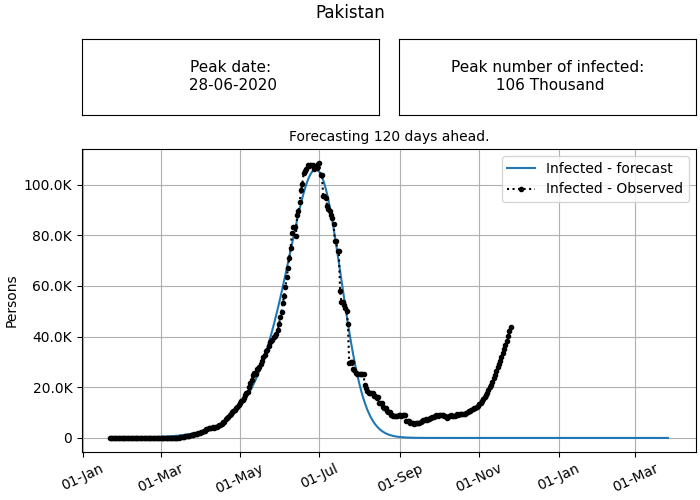 Pakistan
Peak date:
28-06-2020
Peak number of infected:
106 Thousand
Forecasting 120 days ahead.
Infected - forecast
Infected - Observed
Persons
100.0K
80.0K
60.0K
40.0K
20.0K
0
01-Jan
01-Mar
01-May
01-Jul
01-Sep
01-Nov
01-Jan
01-Mar